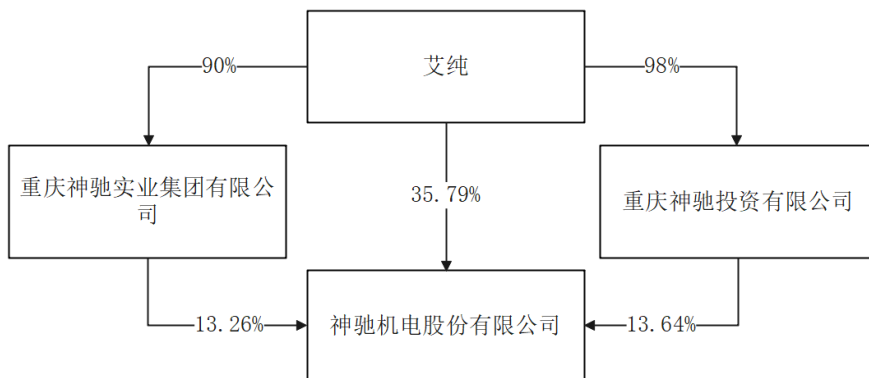 艾纯
90%
98%
重庆神驰实业集团有限公
司
35.79%
重庆神驰投资有限公司
13.26%
神驰机电股份有限公司
13.64%